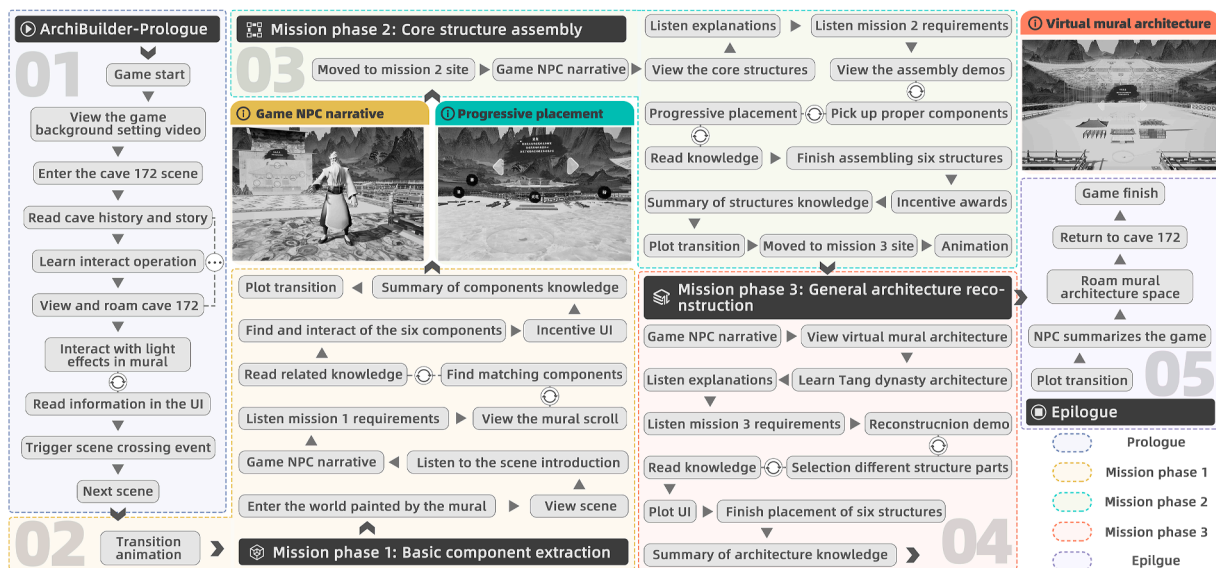 ArchiBuilder-Prologue
01
Game start
View the game
background setting video
Enter the cave 172 scene
Read cave history and story
Learn interact operation
View and roam cave 172
Interact with light
effects in mural
Read information in the UI
Trigger scene crossing event
Next scene
02
Transition
animation
Mission phase 1: Basic component extraction
Enter the world painted by the mural
View scene
Game NPC narrative
Listen to the scene introduction
Listen mission 1 requirements
View the mural scroll
Read related knowledge
Find matching components
Find and interact of the six components
Incentive UI
Plot transition
Summary of components knowledge
Game NPC narrative
Progressive placement
Mission phase 2: Core structure assembly
03
Moved to mission 2 site
Game NPC narrative
View the core structures
Listen explanations
Listen mission 2 requirements
View the assembly demos
Progressive placement
Pick up proper components
Read knowledge
Finish assembling six structures
Summary of structures knowledge
Incentive awards
Plot transition
Moved to mission 3 site
Animation
Mission phase 3: General architecture reco-
nstruction
Game NPC narrative
View virtual mural architecture
Listen explanations
Learn Tang dynasty architecture
Listen mission 3 requirements
Reconstrucnion demo
Read knowledge
Selection different structure parts
Plot UI
Finish placement of six structures
Summary of architecture knowledge
04
Virtual mural architecture
Game finish
Return to cave 172
Roam mural
architecture space
NPC summarizes the game
Plot transition
05
Epilogue
Prologue
Mission phase 1
Mission phase 2
Mission phase 3
Epilgue